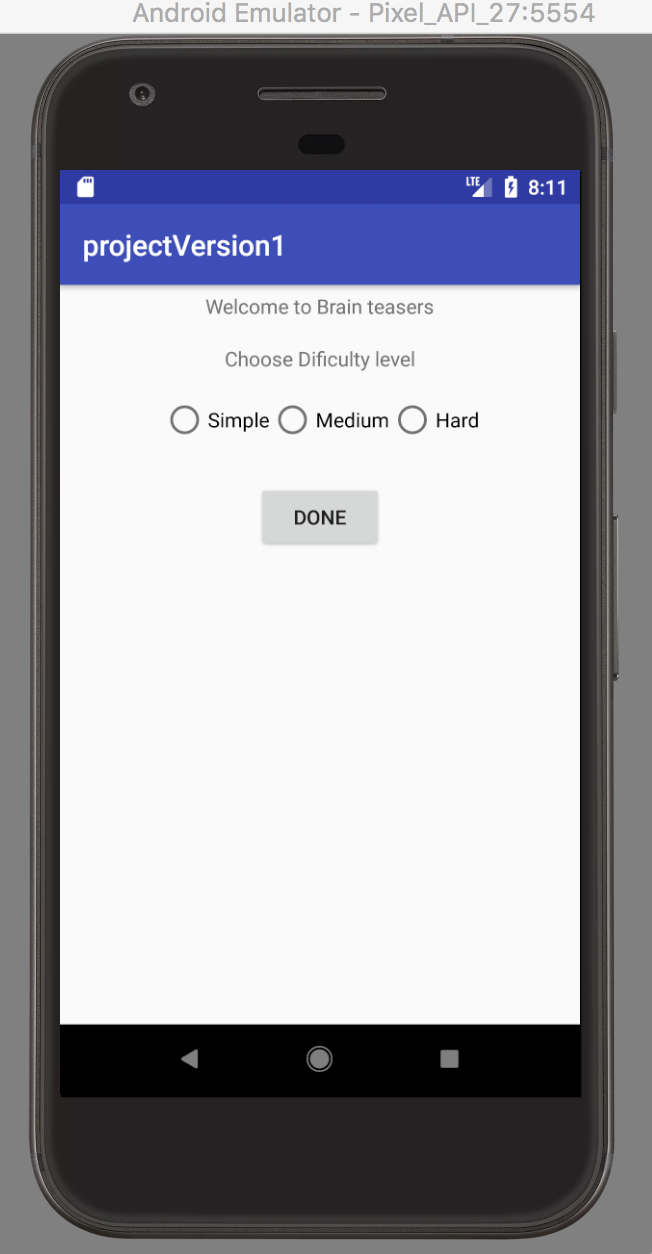 Android Emulator - Pixel_API_27:5554
LTE 8:11
projectVersion1
Welcome to Brain teasers
Choose Dificulty level
Simple Medium Hard
DONE